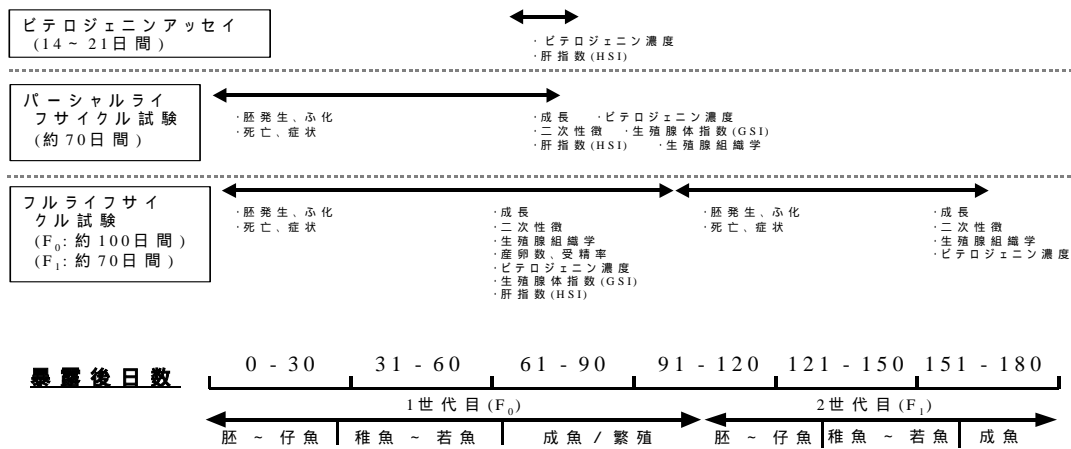 ビテロジェニンアッセイ
(14~21日間)
・ビテロジェニン濃度
・肝指数(HSI)
パーシャルライ
フサイクル試験
(約70日間)
・胚発生、ふ化
・死亡、症状
・成長 ・ビテロジェニン濃度
・二次性徴 ・生殖腺体指数(GSI)
・肝指数(HSI) ・生殖腺組織学
フルライフサイ
クル試験
(F₀:約100日間)
(F₁:約70日間)
・胚発生、ふ化
・死亡、症状
・成長
・二次性徴
・生殖腺組織学
・産卵数、受精率
・ビテロジェニン濃度
・生殖腺体指数(GSI)
・肝指数(HSI)
・胚発生、ふ化
・死亡、症状
・成長
・二次性徴
・生殖腺組織学
・ビテロジェニン濃度
暴露後日数
0 - 30 31 - 60 61 - 90 91 - 120 121 - 150 151 - 180
1世代目(F₀) 2世代目(F₁)
胚 ~ 仔魚 稚魚 ~ 若魚 成魚 / 繁殖 胚 ~ 仔魚 稚魚 ~ 若魚 成魚